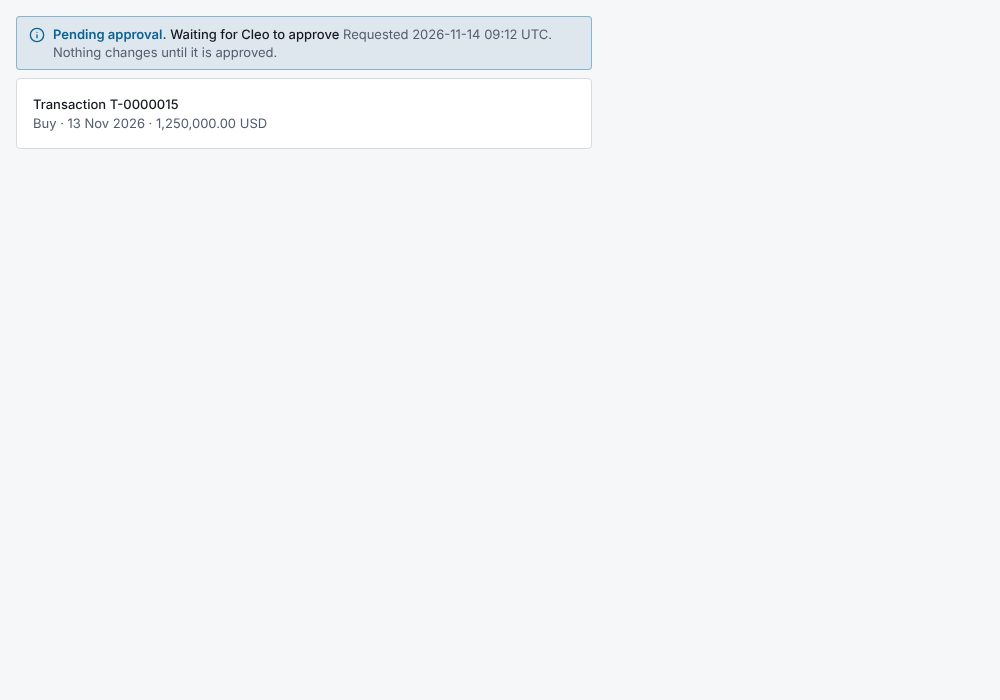 Pending approval. Waiting for Cleo to approve Requested 2026-11-14 09:12 UTC.
Nothing changes until it is approved.
Transaction T-0000015
Buy · 13 Nov 2026 · 1,250,000.00 USD